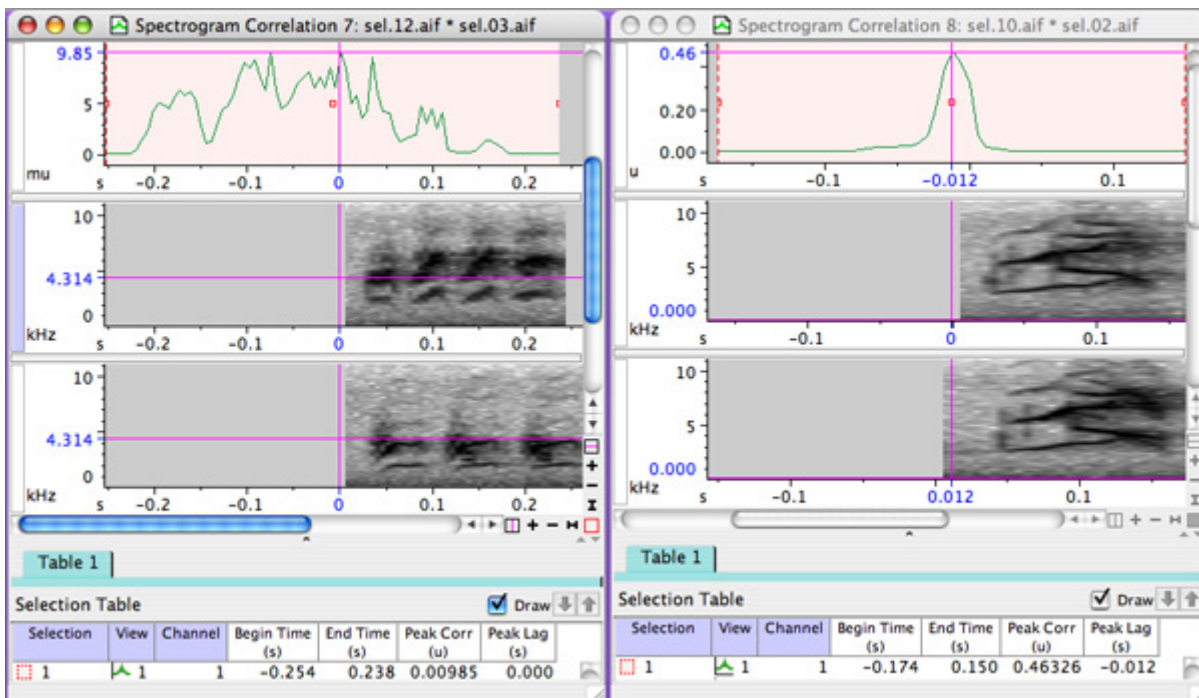 Spectrogram Correlation 7: sel.12.aif * sel.03.aif
9.85
5
0
mu
s -0.2 -0.1 0 0.1 0.2
10
4.314
0
kHz
s -0.2 -0.1 0 0.1 0.2
10
4.314
0
kHz
s -0.2 -0.1 0 0.1 0.2
Table 1
Selection Table Draw
Selection View Channel Begin Time (s) End Time (s) Peak Corr (u) Peak Lag (s)
1 1 1 -0.254 0.238 0.00985 0.000
Spectrogram Correlation 8: sel.10.aif * sel.02.aif
0.46
0.20
0.00
u
s -0.1 -0.012 0.1
10
5
0.000
kHz
s -0.1 0 0.1
10
5
0.000
kHz
s -0.1 0.012 0.1
Table 1
Selection Table Draw
Selection View Channel Begin Time (s) End Time (s) Peak Corr (u) Peak Lag (s)
1 1 1 -0.174 0.150 0.46326 -0.012